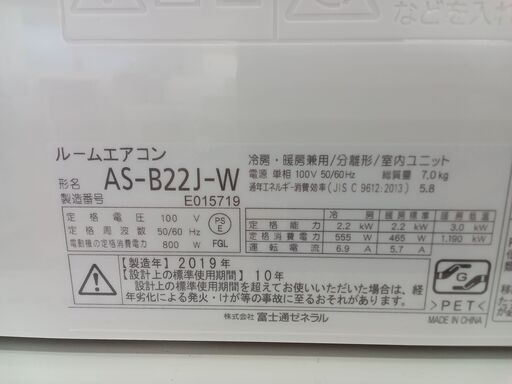 などを入れ
ルームエアコン
形名 AS-B22J-W
製造番号 E015719
冷房・暖房兼用/分離形/室内ユニット
電源 単相 100V 50/60Hz 総質量 7.0kg
通年エネルギー消費効率(JIS C 9612:2013) 5.8
定格電圧 100 V
定格周波数 50/60 Hz
電動機の定格消費電力 800 W
PS
E
FGL
冷房 暖房 暖房低温
定格能力 2.2 kW 2.2 kW 3.0 kW
定格消費電力 555 W 465 W 1,190 kW
運転電流 6.9 A 5.7 A
【製造年】2019年
【設計上の標準使用期間】10年
設計上の標準使用期間を超えてお使いいただいた場合は、経
年劣化による発火・けが等の事故に至るおそれがあります。
株式会社 富士通ゼネラル
G
>PET<
MADE IN CHINA